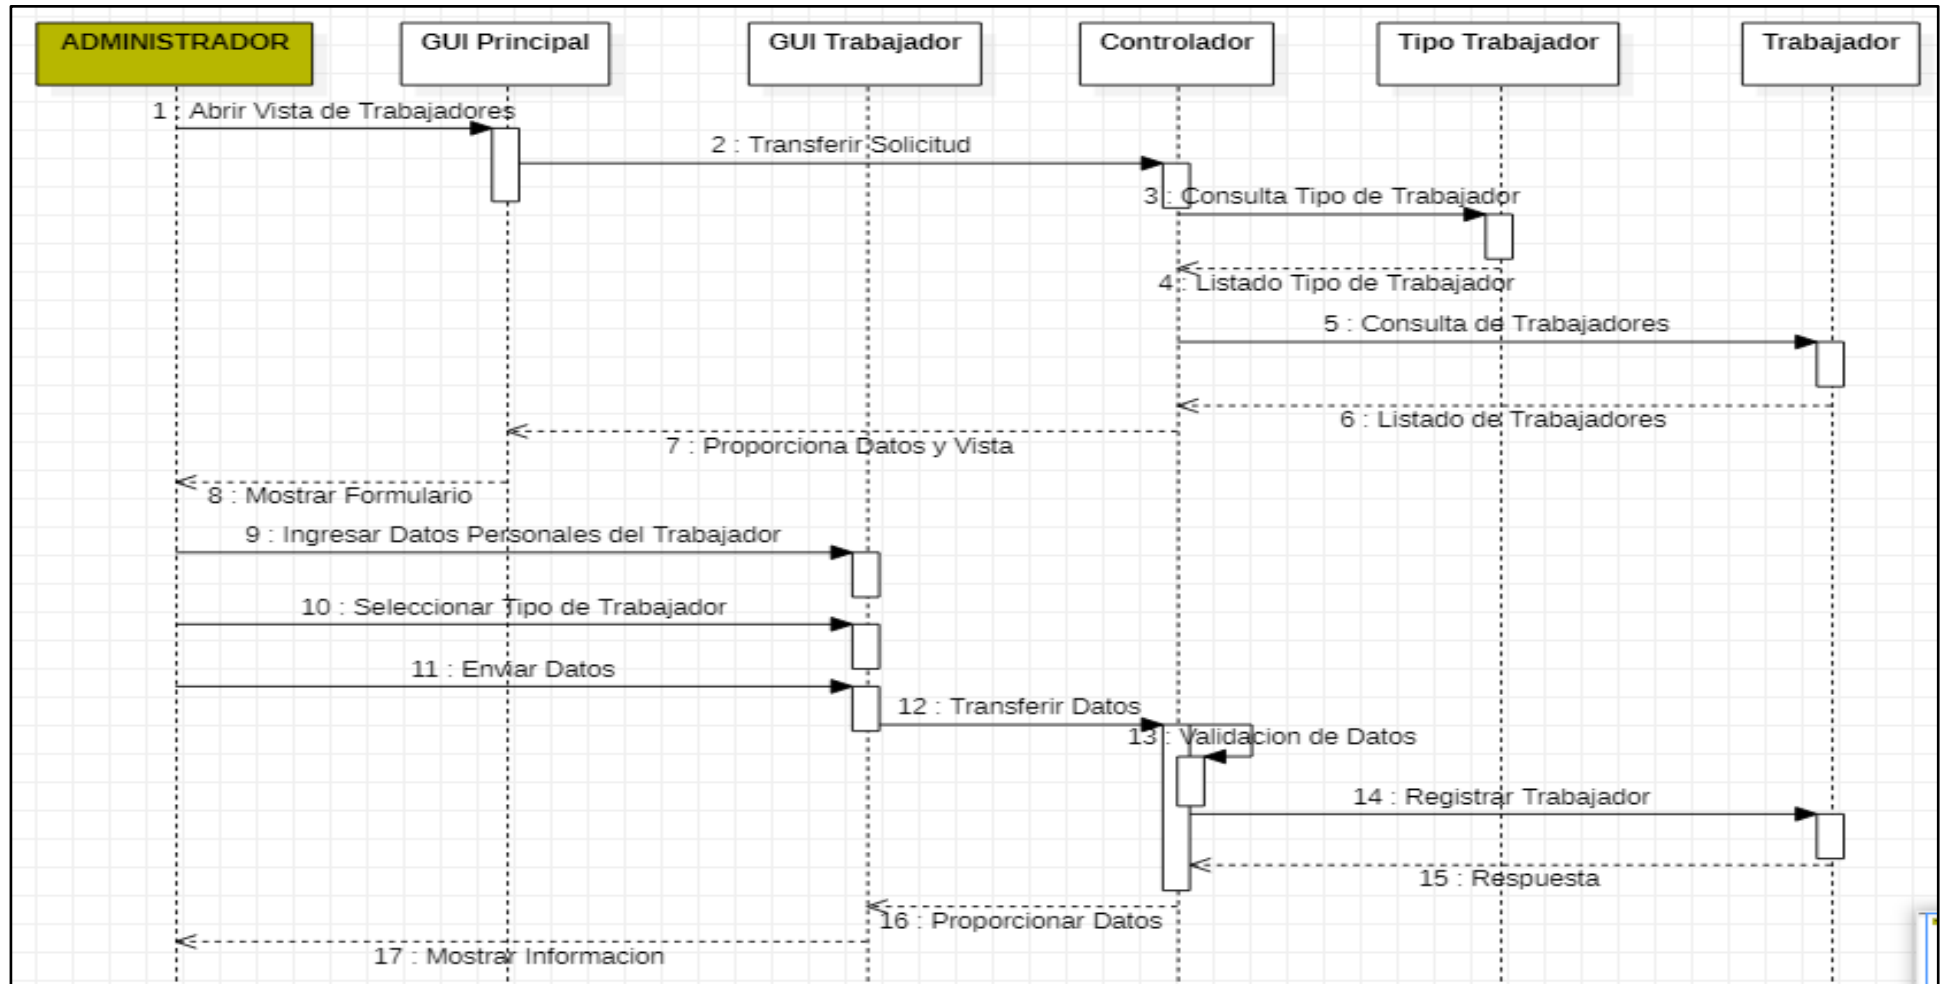 ADMINISTRADOR
GUI Principal
GUI Trabajador
Controlador
Tipo Trabajador
Trabajador
1 : Abrir Vista de Trabajadores
2 : Transferir Solicitud
3 : Consulta Tipo de Trabajador
4 : Listado Tipo de Trabajador
5 : Consulta de Trabajadores
6 : Listado de Trabajadores
7 : Proporciona Datos y Vista
8 : Mostrar Formulario
9 : Ingresar Datos Personales del Trabajador
10 : Seleccionar Tipo de Trabajador
11 : Enviar Datos
12 : Transferir Datos
13 : Validacion de Datos
14 : Registrar Trabajador
15 : Respuesta
16 : Proporcionar Datos
17 : Mostrar Informacion